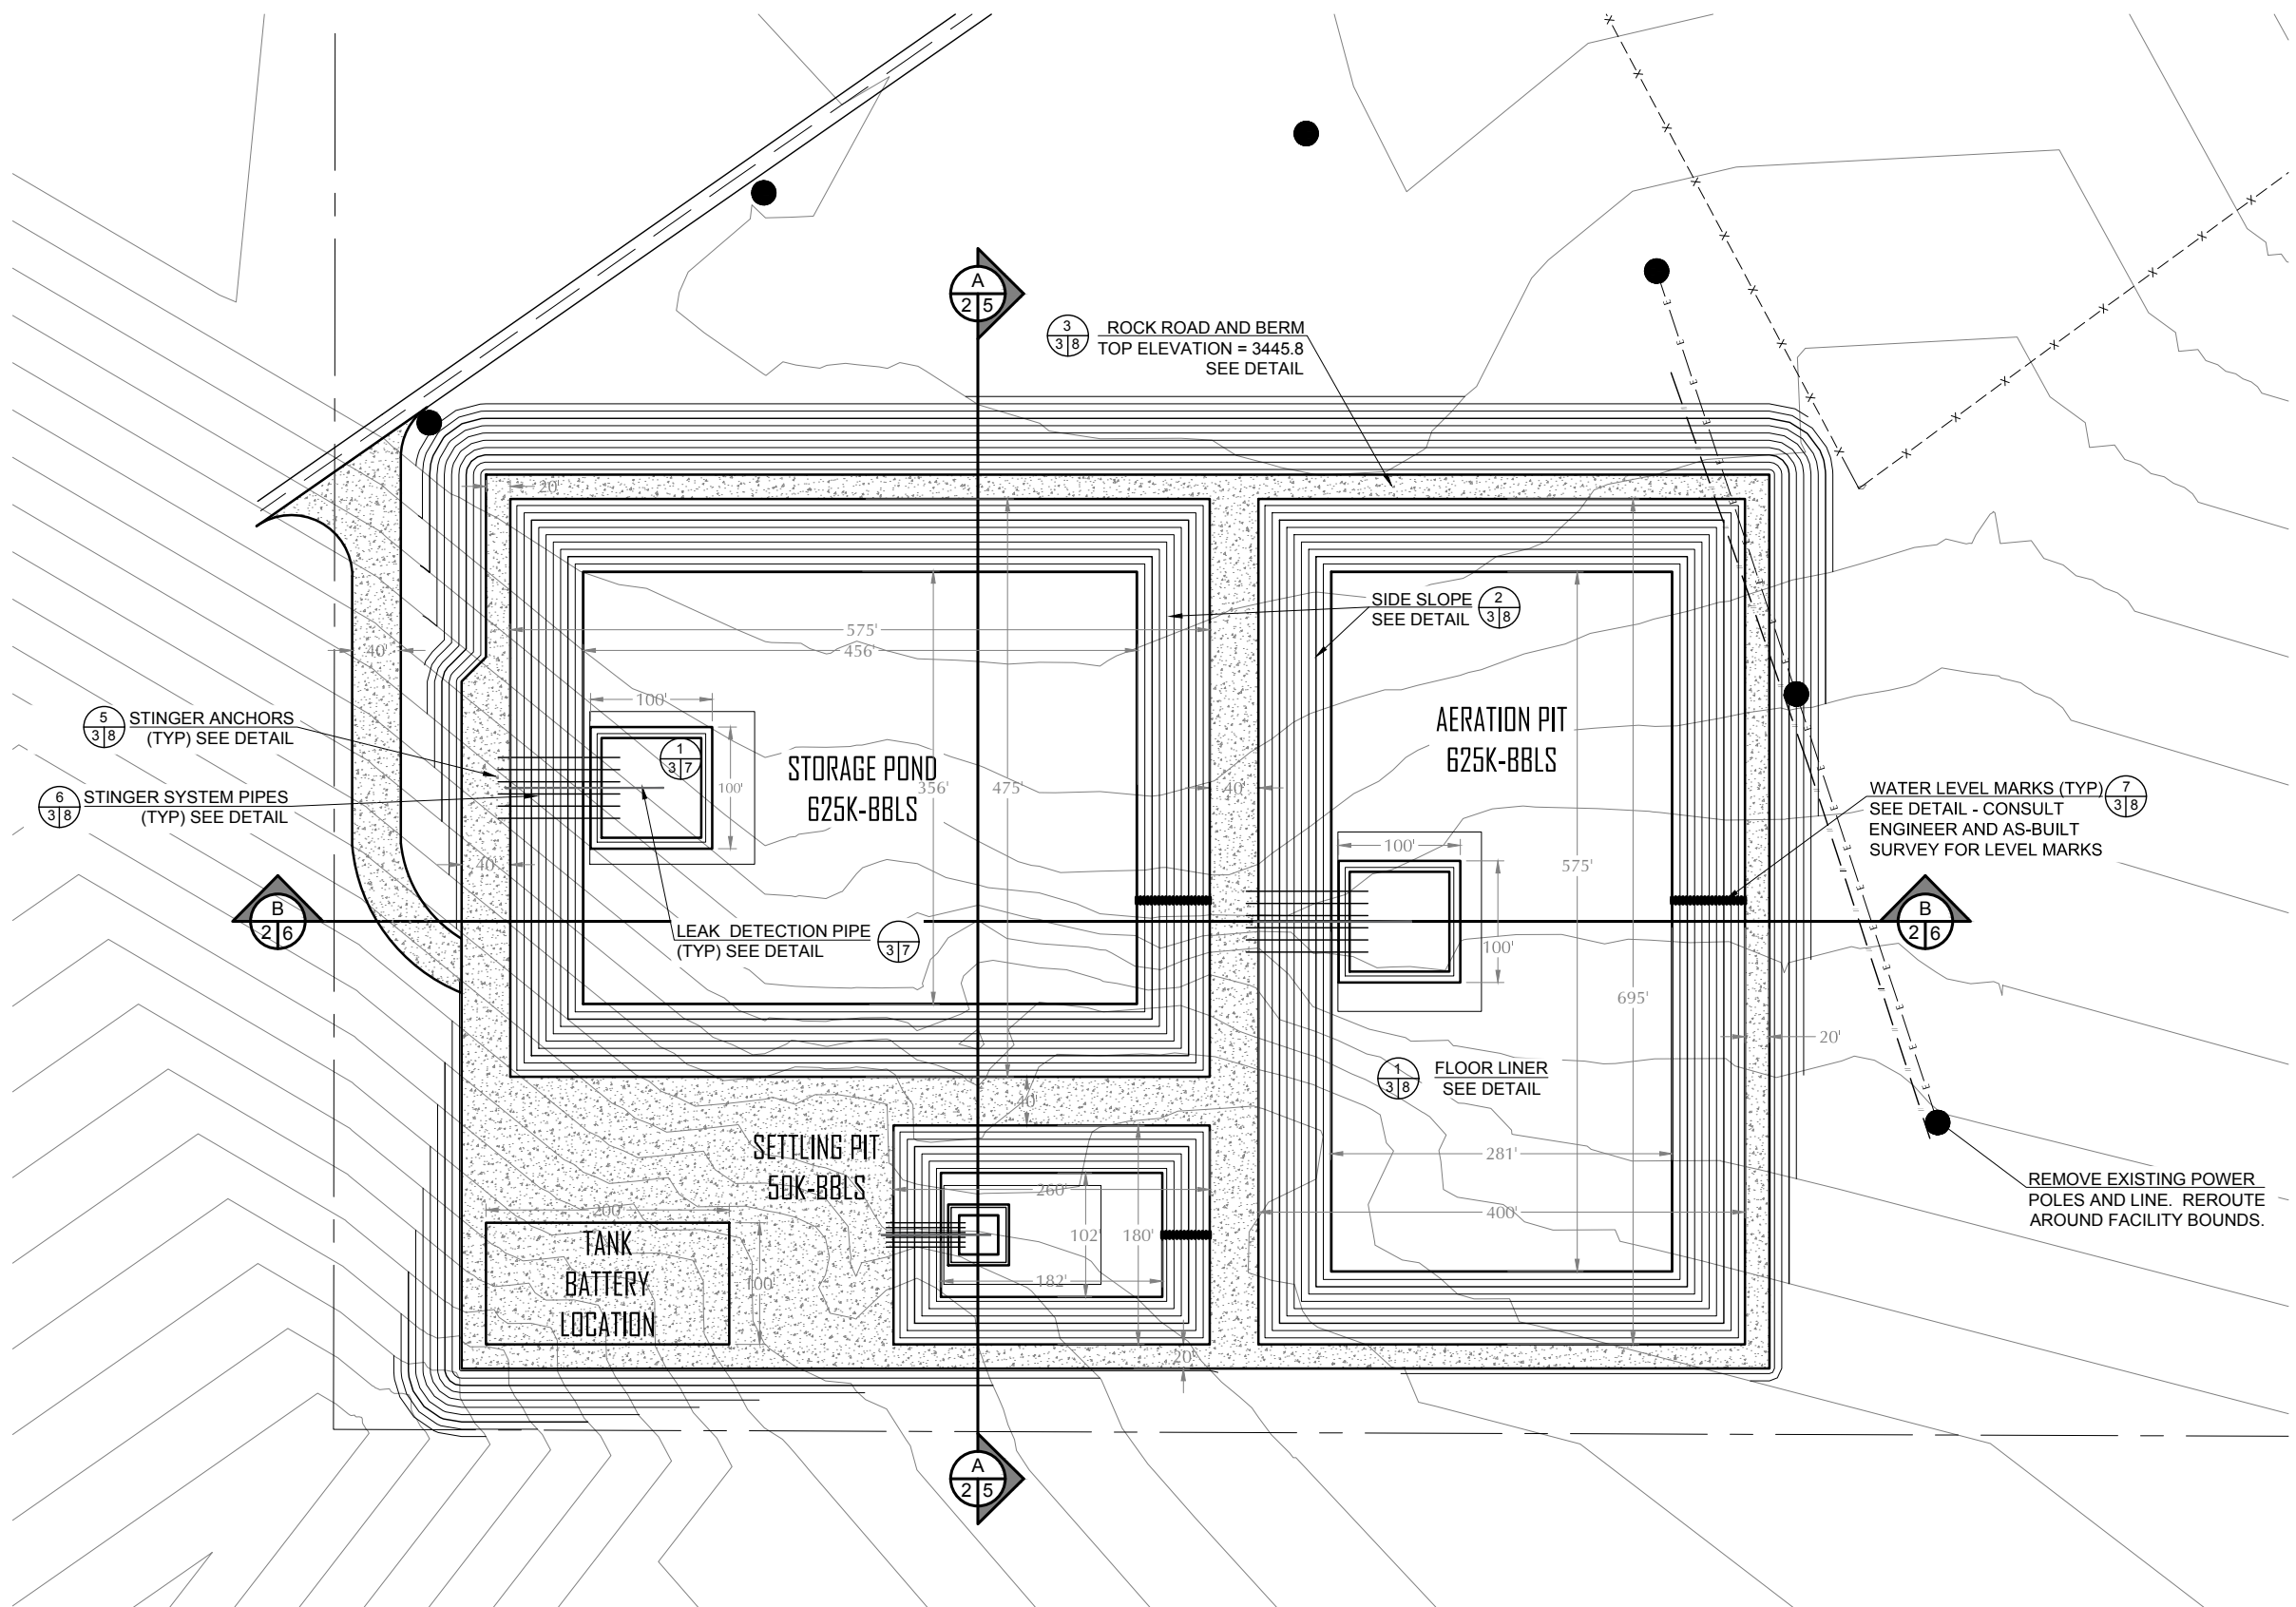 A
2 5
3
3 8
ROCK ROAD AND BERM
TOP ELEVATION = 3445.8
SEE DETAIL
20'
575'
456'
40'
SIDE SLOPE
SEE DETAIL
2
3 8
100'
1
3 7
100'
STORAGE POND
625K-BBLS
356'
475'
40'
AERATION PIT
625K-BBLS
575'
695'
5
3 8
STINGER ANCHORS
(TYP) SEE DETAIL
6
3 8
STINGER SYSTEM PIPES
(TYP) SEE DETAIL
40'
WATER LEVEL MARKS (TYP)
SEE DETAIL - CONSULT
ENGINEER AND AS-BUILT
SURVEY FOR LEVEL MARKS
7
3 8
100'
100'
B
2 6
LEAK DETECTION PIPE
(TYP) SEE DETAIL
3 7
B
2 6
20'
1
3 8
FLOOR LINER
SEE DETAIL
40'
SETTLING PIT
50K-BBLS
281'
400'
260'
102'
180'
182'
200'
100'
TANK
BATTERY
LOCATION
20'
REMOVE EXISTING POWER
POLES AND LINE. REROUTE
AROUND FACILITY BOUNDS.
A
2 5